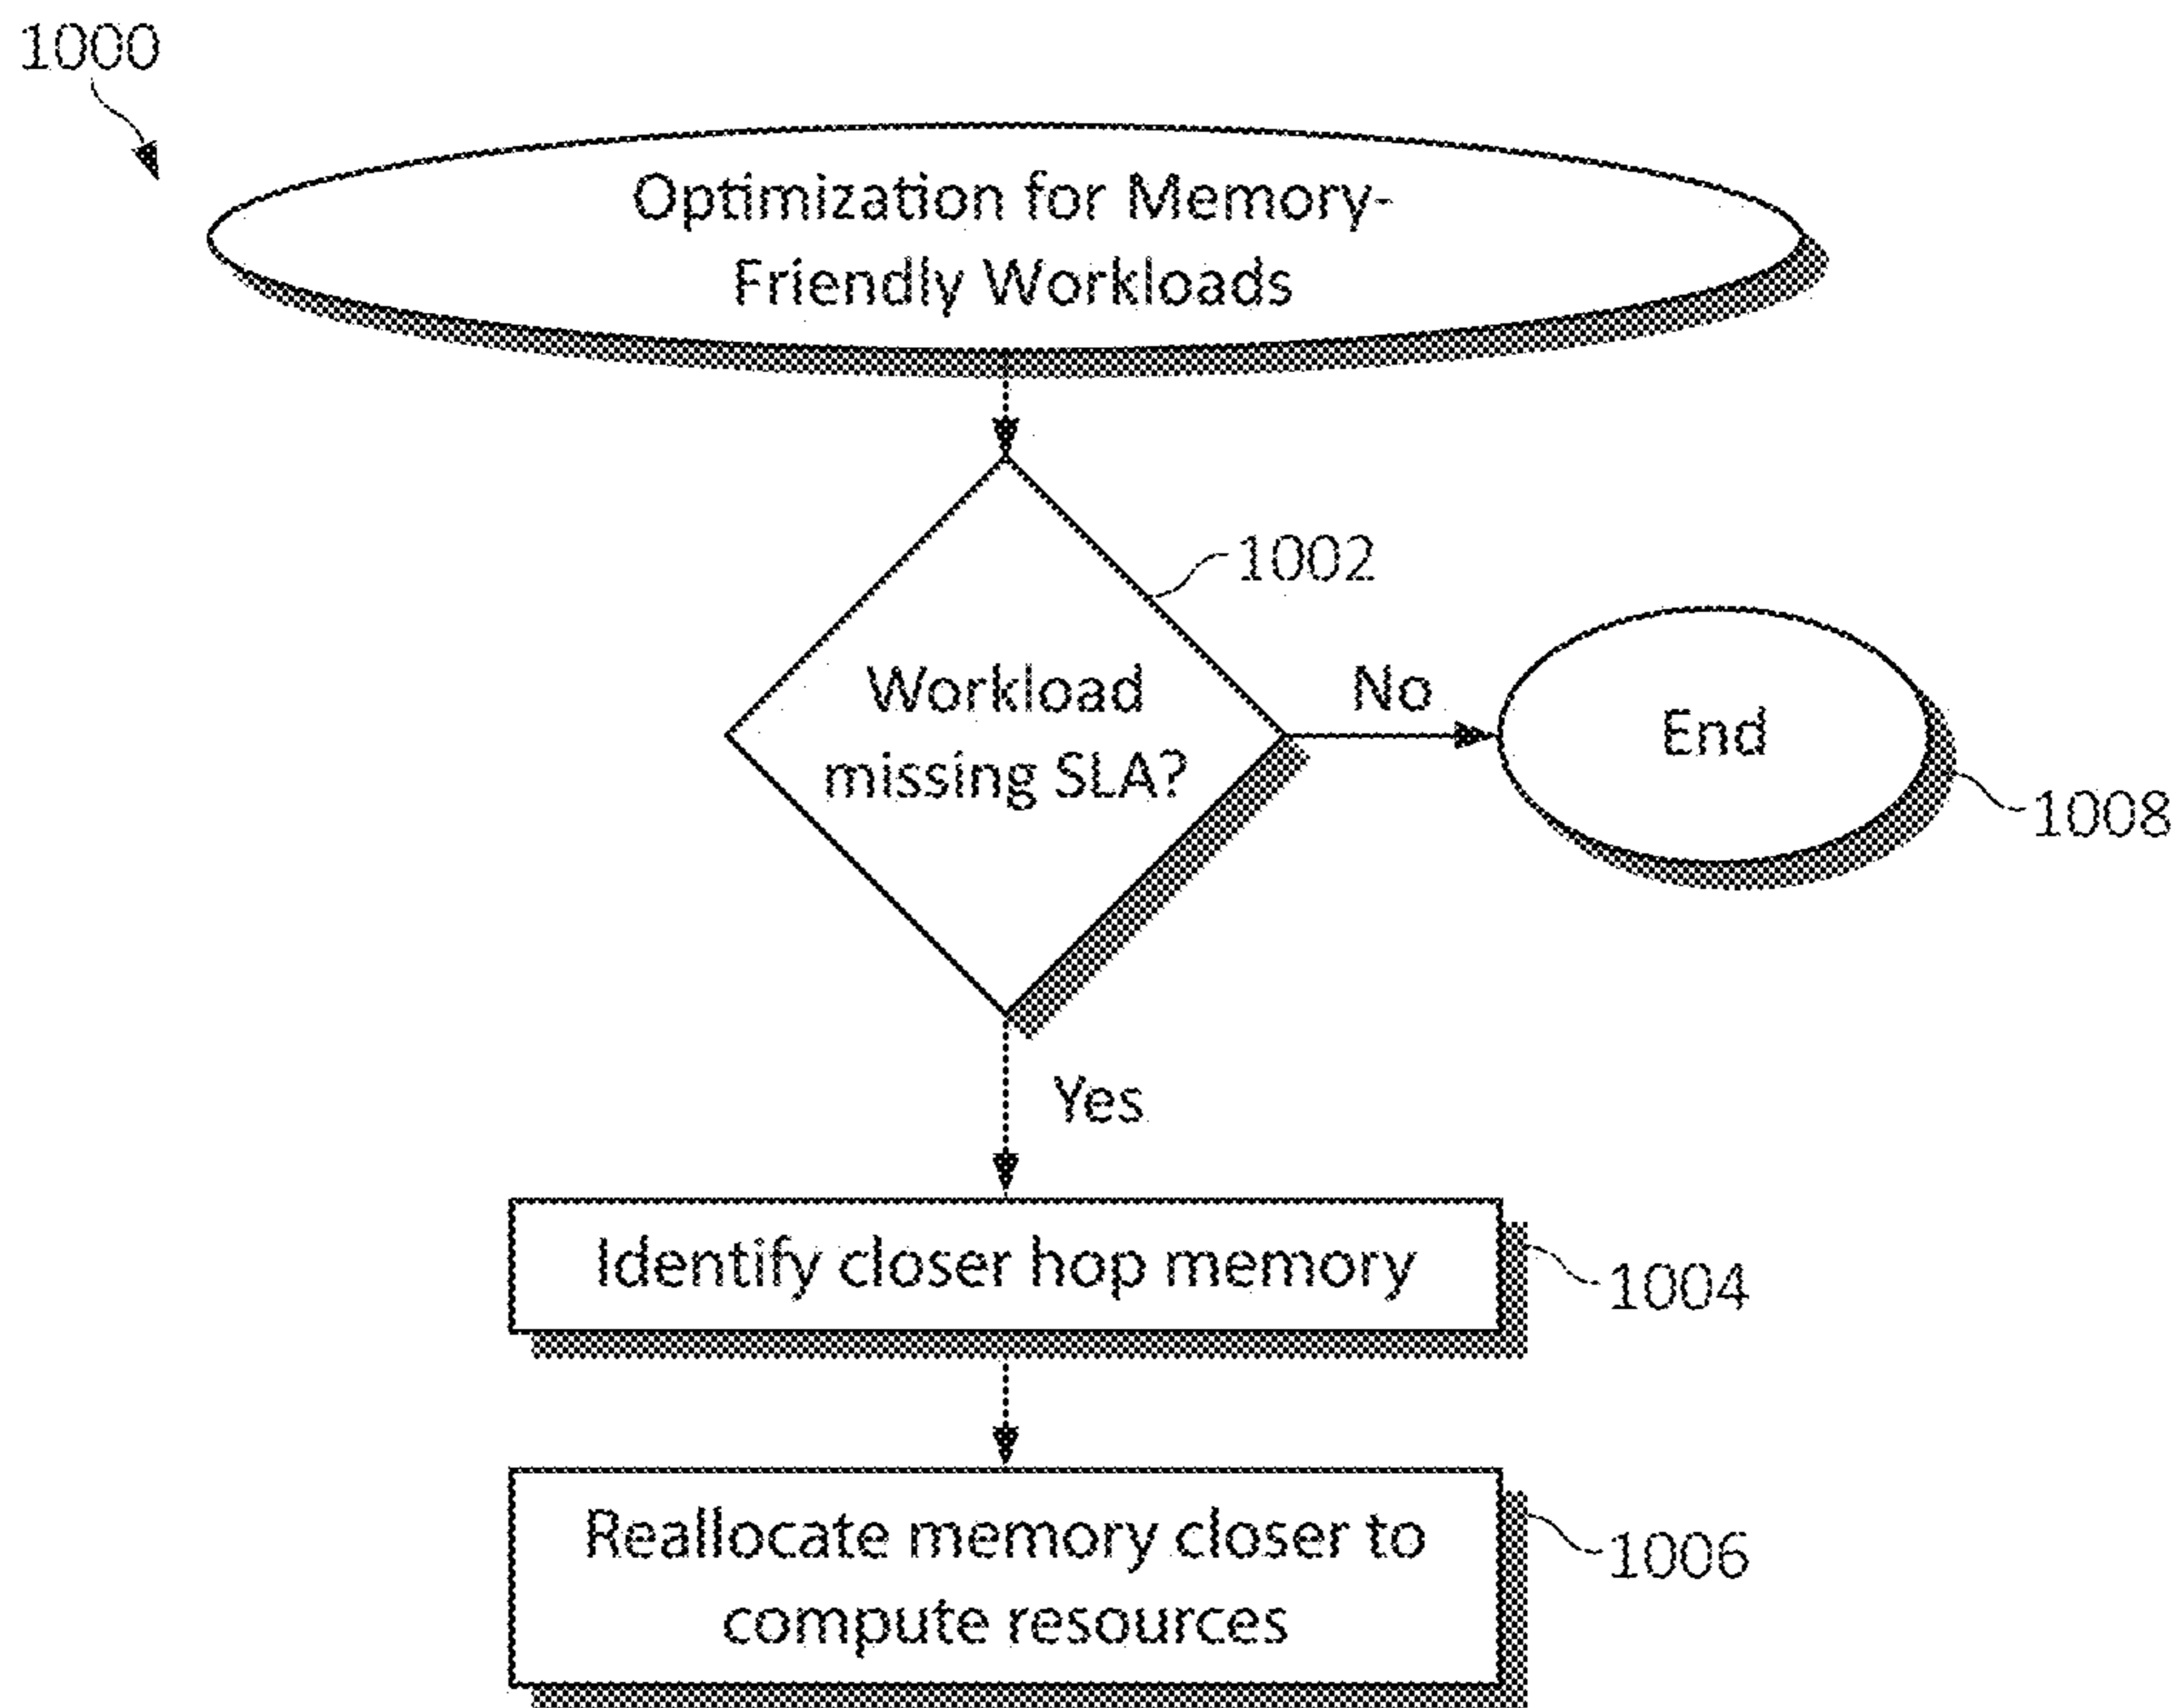 1000
Optimization for Memory-
Friendly Workloads
1002
Workload
missing SLA?
No
End
1008
Yes
Identify closer hop memory
1004
Reallocate memory closer to
compute resources
1006